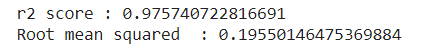 r2 score : 0.975740722816691
Root mean squared  : 0.19550146475369884